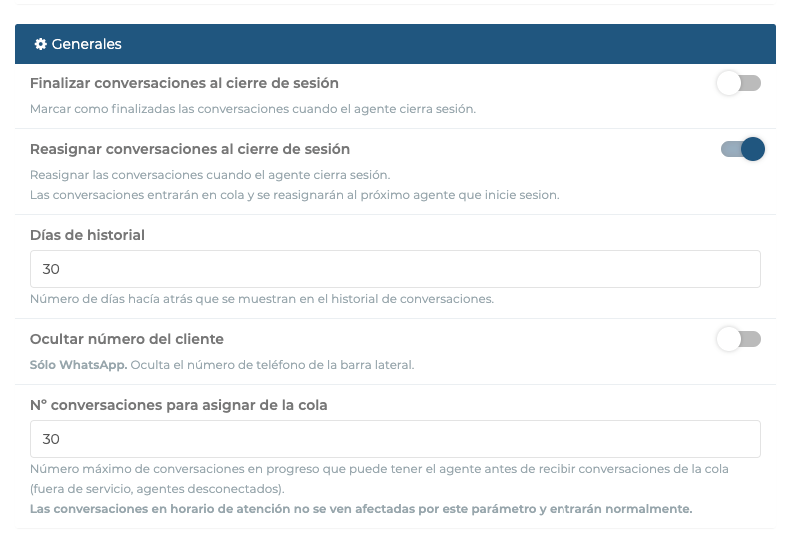 Generales
Finalizar conversaciones al cierre de sesión
Marcar como finalizadas las conversaciones cuando el agente cierra sesión.
Reasignar conversaciones al cierre de sesión
Reasignar las conversaciones cuando el agente cierra sesión.
Las conversaciones entrarán en cola y se reasignarán al próximo agente que inicie sesion.
Días de historial
30
Número de días hacía atrás que se muestran en el historial de conversaciones.
Ocultar número del cliente
Sólo WhatsApp. Oculta el número de teléfono de la barra lateral.
Nº conversaciones para asignar de la cola
30
Número máximo de conversaciones en progreso que puede tener el agente antes de recibir conversaciones de la cola
(fuera de servicio, agentes desconectados).
Las conversaciones en horario de atención no se ven afectadas por este parámetro y entrarán normalmente.